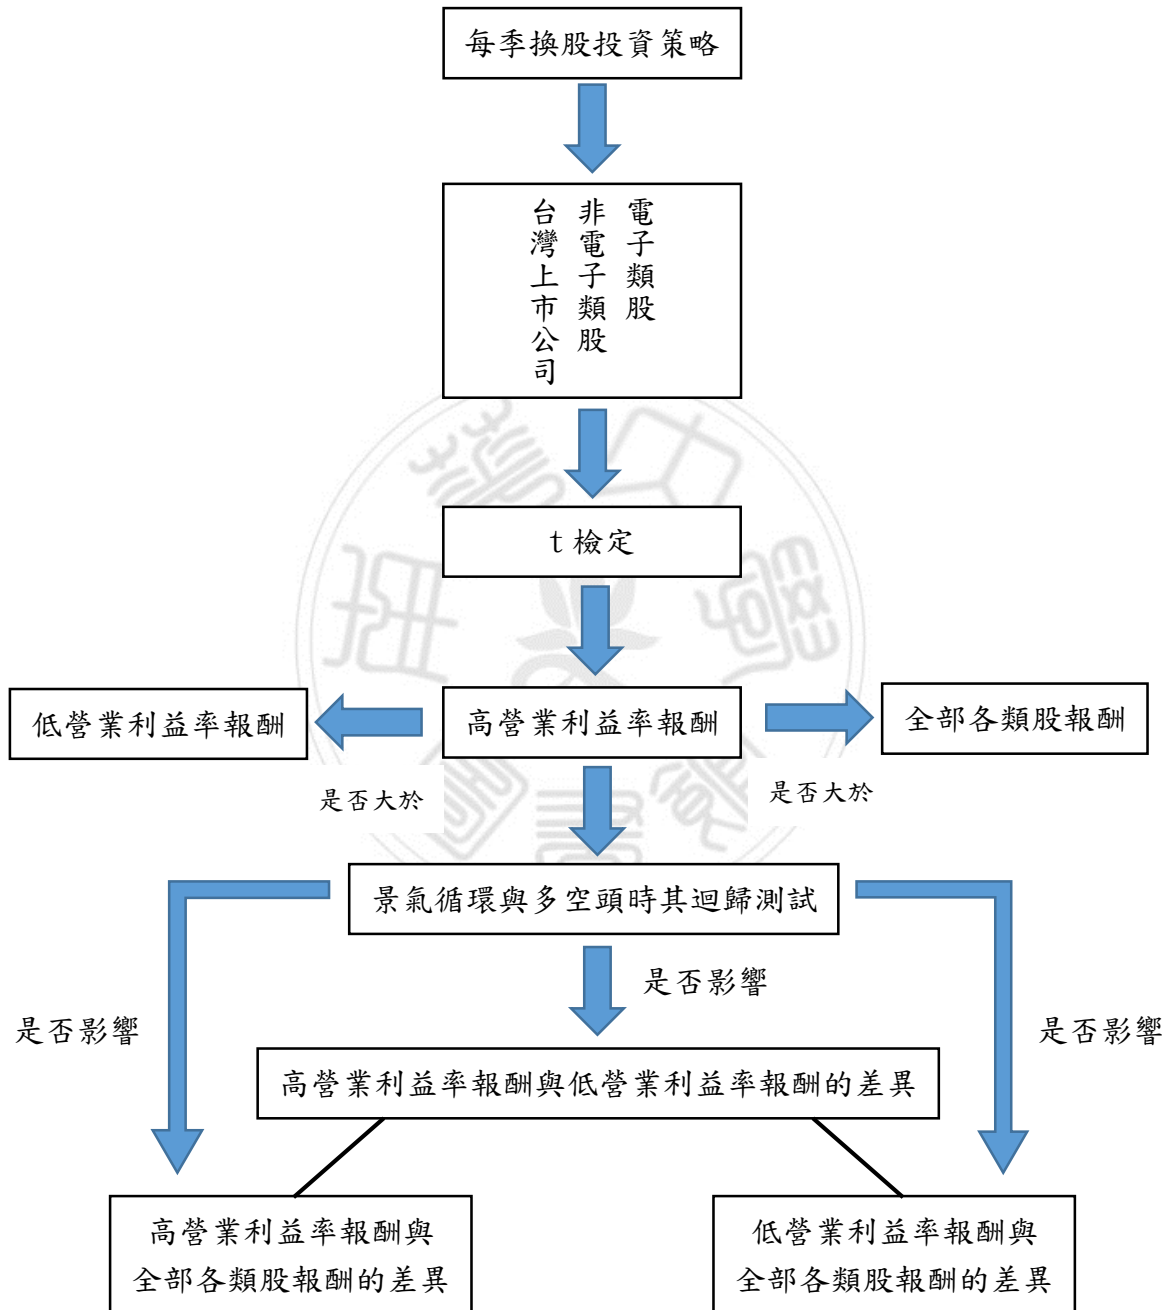 每季換股投資策略
電子類股
非電子類股
台灣上市公司
t 檢定
低營業利益率報酬
高營業利益率報酬
全部各類股報酬
是否大於
是否大於
景氣循環與多空頭時其迴歸測試
是否影響
是否影響
是否影響
高營業利益率報酬與低營業利益率報酬的差異
高營業利益率報酬與
全部各類股報酬的差異
低營業利益率報酬與
全部各類股報酬的差異